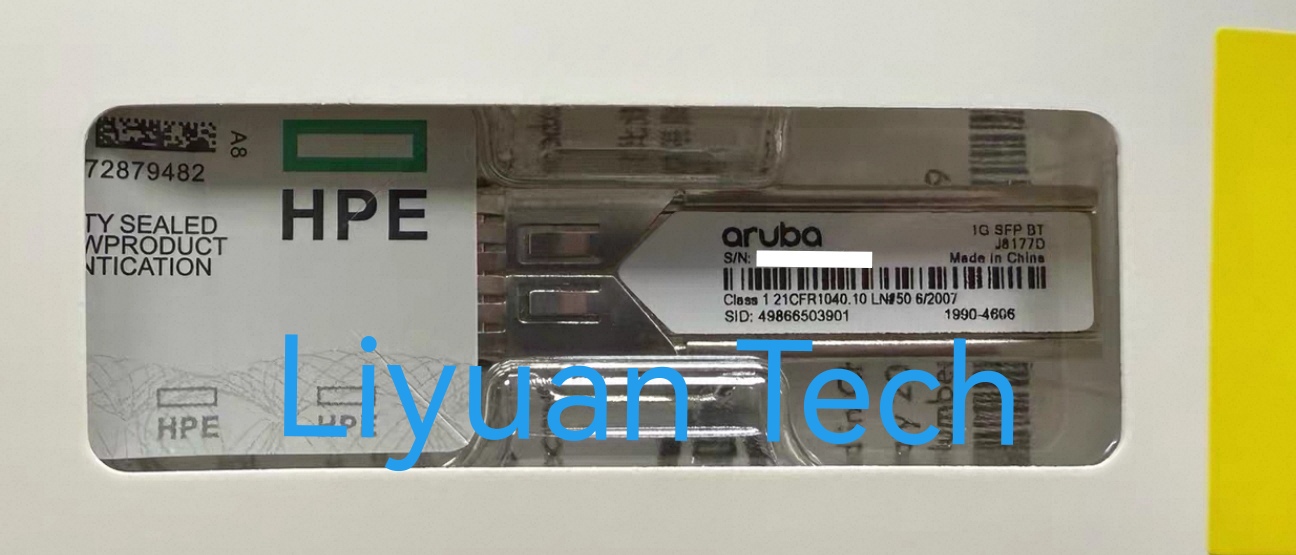 A8
72879482
TY SEALED
WPRODUCT
NTICATION
HPE
HPE
HPE
aruba
1G SFP BT
J8177D
S/N:
Made in China
Class 1 21CFR1040.10 LN#50 6/2007
SID: 49866503901
1990-4606
Liyuan Tech